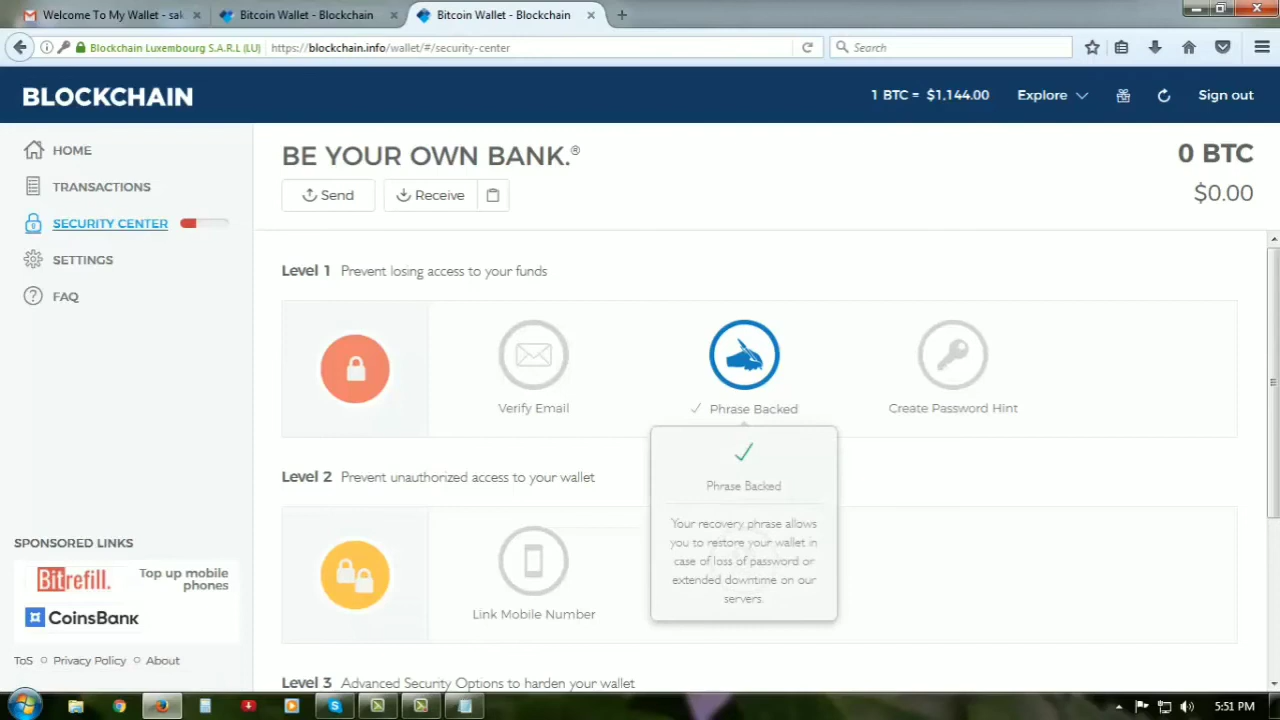 Welcome To My Wallet - sak
Bitcoin Wallet - Blockchain
Bitcoin Wallet - Blockchain
Blockchain Luxembourg S.A.R.L (LU)
https://blockchain.info/wallet/#/security-center
Search
BLOCKCHAIN
1 BTC = $1,144.00
Explore
Sign out
HOME
TRANSACTIONS
SECURITY CENTER
SETTINGS
FAQ
BE YOUR OWN BANK.®
0 BTC
$0.00
Send
Receive
Level 1 Prevent losing access to your funds
Verify Email
Phrase Backed
Create Password Hint
Phrase Backed
Your recovery phrase allows
you to restore your wallet in
case of loss of password or
extended downtime on our
servers.
Level 2 Prevent unauthorized access to your wallet
Link Mobile Number
Level 3 Advanced Security Options to harden your wallet
SPONSORED LINKS
Bitrefill.
Top up mobile
phones
CoinsBank
ToS
Privacy Policy
About
5:51 PM